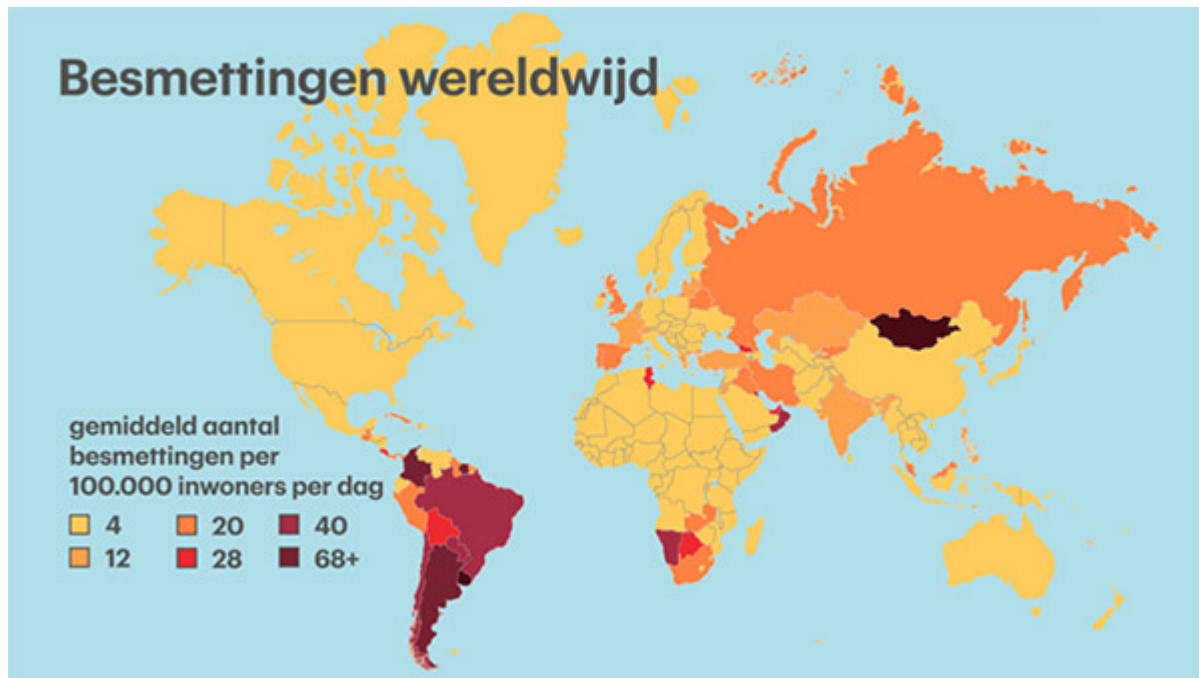 Besmettingen wereldwijd
gemiddeld aantal
besmettingen per
100.000 inwoners per dag
4 20 40
12 28 68+